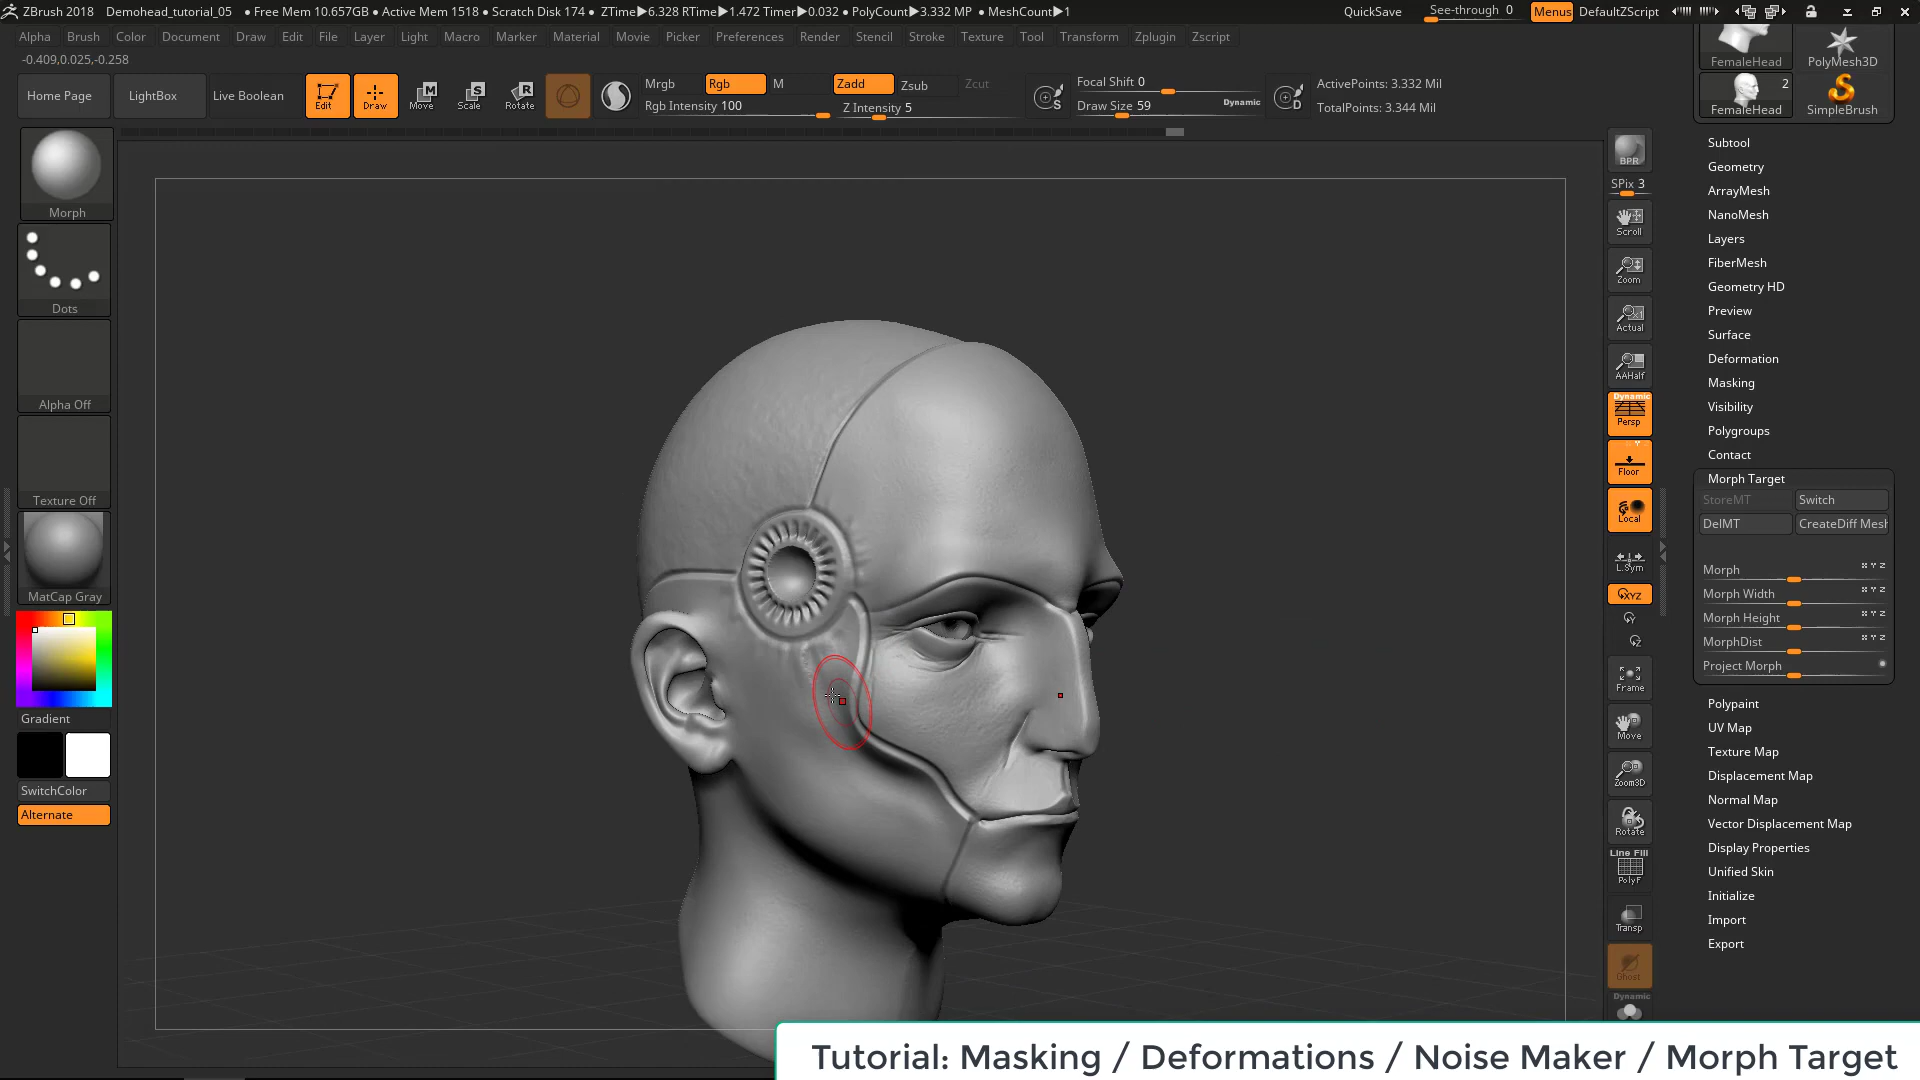 ZBrush 2018 Demohead_tutorial_05 • Free Mem 10.657GB • Active Mem 1518 • Scratch Disk 174 • ZTime▶6.328 RTime▶1.472 Timer▶0.032 • PolyCount▶3.332 MP • MeshCount▶1 QuickSave See-through 0 Menus DefaultZScript
Alpha Brush Color Document Draw Edit File Layer Light Macro Marker Material Movie Picker Preferences Render Stencil Stroke Texture Tool Transform Zplugin Zscript
-0.409,0.025,-0.258
Home Page LightBox Live Boolean Edit Draw Move Scale Rotate
Mrgb Rgb M Zadd Zsub Zcut
Rgb Intensity 100 Z Intensity 5
Focal Shift 0
Draw Size 59 Dynamic
ActivePoints: 3.332 Mil
TotalPoints: 3.344 Mil
FemaleHead PolyMesh3D
2
FemaleHead SimpleBrush
Morph
Dots
Alpha Off
Texture Off
MatCap Gray
Gradient
SwitchColor
Alternate
BPR
SPix 3
Scroll
Zoom
Actual
AAHalf
Dynamic
Persp
Floor
Local
L.Sym
XYZ
Frame
Move
Zoom3D
Rotate
Line Fill
PolyF
Transp
Ghost
Dynamic
Subtool
Geometry
ArrayMesh
NanoMesh
Layers
FiberMesh
Geometry HD
Preview
Surface
Deformation
Masking
Visibility
Polygroups
Contact
Morph Target
StoreMT Switch
DelMT CreateDiff Mesh
Morph X Y Z
Morph Width X Y Z
Morph Height X Y Z
MorphDist X Y Z
Project Morph
Polypaint
UV Map
Texture Map
Displacement Map
Normal Map
Vector Displacement Map
Display Properties
Unified Skin
Initialize
Import
Export
Tutorial: Masking / Deformations / Noise Maker / Morph Target